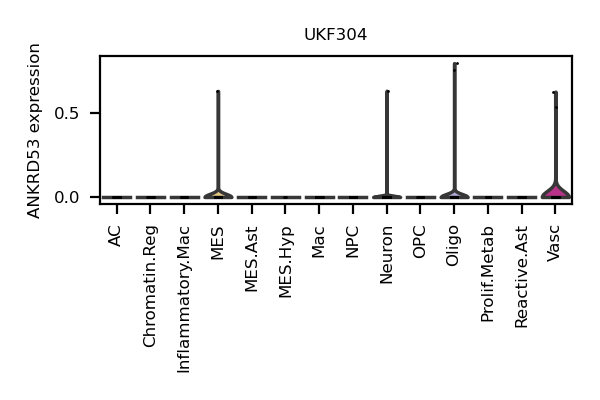 UKF304
ANKRD53 expression
0.5
0.0
AC
Chromatin.Reg
Inflammatory.Mac
MES
MES.Ast
MES.Hyp
Mac
NPC
Neuron
OPC
Oligo
Prolif.Metab
Reactive.Ast
Vasc